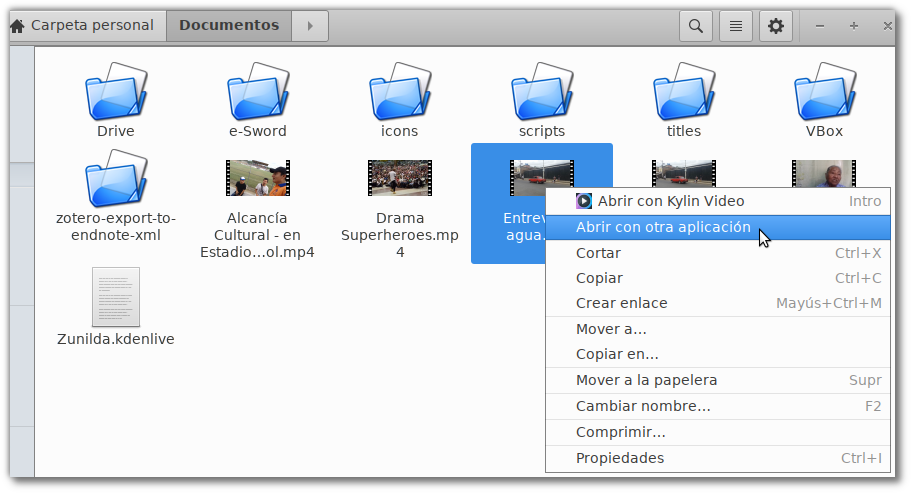 Carpeta personal Documentos
Drive e-Sword icons scripts titles VBox
zotero-export-to-
endnote-xml
Alcancía
Cultural - en
Estadio...ol.mp4
Drama
Superheroes.mp
4
Entrev
agua.
Zunilda.kdenlive
Abrir con Kylin Video Intro
Abrir con otra aplicación
Cortar Ctrl+X
Copiar Ctrl+C
Crear enlace Mayús+Ctrl+M
Mover a...
Copiar en...
Mover a la papelera Supr
Cambiar nombre... F2
Comprimir...
Propiedades Ctrl+I